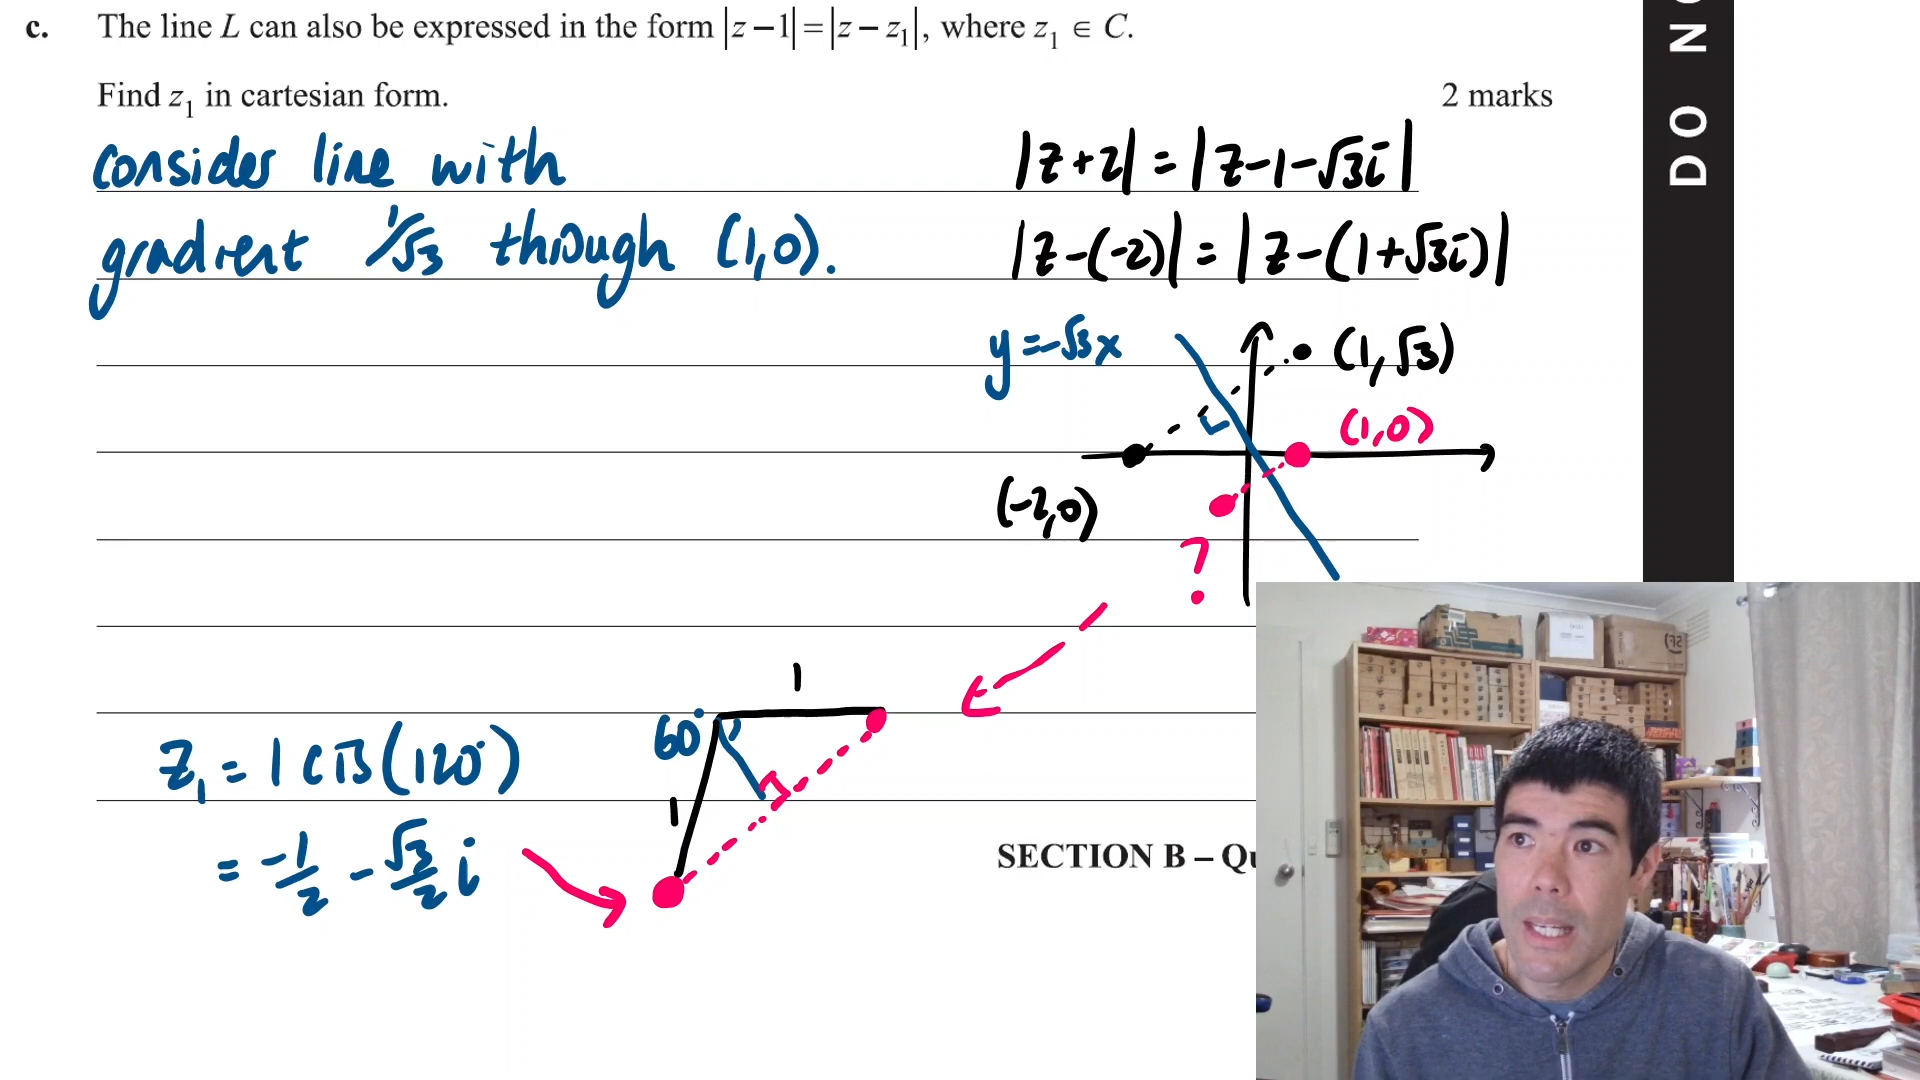 c. The line L can also be expressed in the form |z – 1| = |z – z₁|, where z₁ ∈ C.
Find z₁ in cartesian form.
2 marks
consider line with
gradient 1/√3 through (1,0).
|z+2| = |z-1-√3i|
|z-(-2)| = |z-(1+√3i)|
y=-√3x
(1,√3)
(1,0)
(-2,0)
?
1
60°
1
z₁ = 1 cis(120°)
= -1/2 - √3/2 i
SECTION B – Qu
DO NO